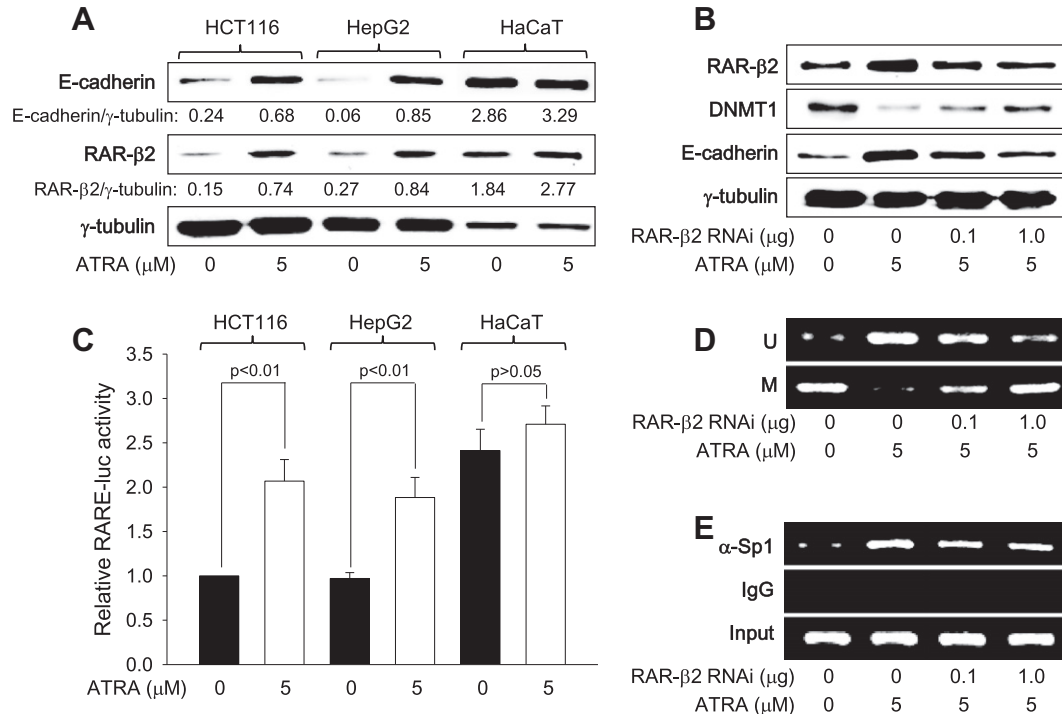 A
HCT116 HepG2 HaCaT
E-cadherin
E-cadherin/γ-tubulin: 0.24 0.68 0.06 0.85 2.86 3.29
RAR-β2
RAR-β2/γ-tubulin: 0.15 0.74 0.27 0.84 1.84 2.77
γ-tubulin
ATRA (μM) 0 5 0 5 0 5
B
RAR-β2
DNMT1
E-cadherin
γ-tubulin
RAR-β2 RNAi (μg) 0 0 0.1 1.0
ATRA (μM) 0 5 5 5
C
HCT116 HepG2 HaCaT
Relative RARE-luc activity
3.5
3.0
2.5
2.0
1.5
1.0
0.5
0.0
p<0.01 p<0.01 p>0.05
ATRA (μM) 0 5 0 5 0 5
D
U
M
RAR-β2 RNAi (μg) 0 0 0.1 1.0
ATRA (μM) 0 5 5 5
E
α-Sp1
IgG
Input
RAR-β2 RNAi (μg) 0 0 0.1 1.0
ATRA (μM) 0 5 5 5